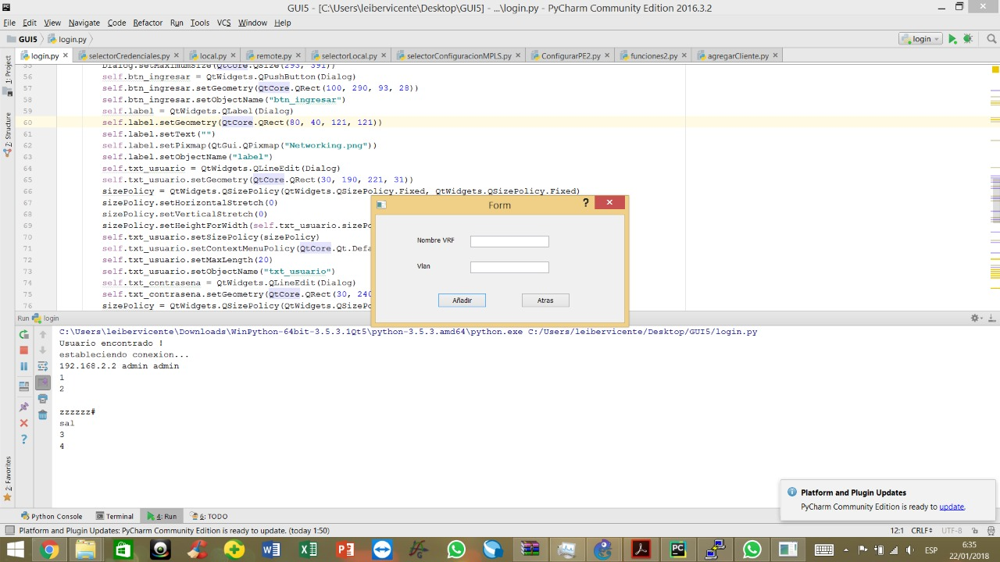 GUI5 - [C:\Users\leibervicente\Desktop\GUI5] - ...\login.py - PyCharm Community Edition 2016.3.2
File Edit View Navigate Code Refactor Run Tools VCS Window Help
GUI5 login.py login
login.py selectorCredenciales.py local.py remote.py selectorLocal.py selectorConfiguracionMPLS.py ConfigurarPE2.py funciones2.py agregarCliente.py
1: Project
Z: Structure
2: Favorites
55 Dialog.setMaximumSize(QtCore.QSize(293, 391))
56 self.btn_ingresar = QtWidgets.QPushButton(Dialog)
57 self.btn_ingresar.setGeometry(QtCore.QRect(100, 290, 93, 28))
58 self.btn_ingresar.setObjectName("btn_ingresar")
59 self.label = QtWidgets.QLabel(Dialog)
60 self.label.setGeometry(QtCore.QRect(80, 40, 121, 121))
61 self.label.setText("")
62 self.label.setPixmap(QtGui.QPixmap("Networking.png"))
63 self.label.setObjectName("label")
64 self.txt_usuario = QtWidgets.QLineEdit(Dialog)
65 self.txt_usuario.setGeometry(QtCore.QRect(30, 190, 221, 31))
66 sizePolicy = QtWidgets.QSizePolicy(QtWidgets.QSizePolicy.Fixed, QtWidgets.QSizePolicy.Fixed)
67 sizePolicy.setHorizontalStretch(0)
68 sizePolicy.setVerticalStretch(0)
69 sizePolicy.setHeightForWidth(self.txt_usuario.sizePo
70 self.txt_usuario.setSizePolicy(sizePolicy)
71 self.txt_usuario.setContextMenuPolicy(QtCore.Qt.Defa
72 self.txt_usuario.setMaxLength(20)
73 self.txt_usuario.setObjectName("txt_usuario")
74 self.txt_contrasena = QtWidgets.QLineEdit(Dialog)
75 self.txt_contrasena.setGeometry(QtCore.QRect(30, 240
76 sizePolicy = QtWidgets.QSizePolicy(QtWidgets.QSizePo
Form
Nombre VRF
Vlan
Añadir Atras
Run login
C:\Users\leibervicente\Downloads\WinPython-64bit-3.5.3.1Qt5\python-3.5.3.amd64\python.exe C:/Users/leibervicente/Desktop/GUI5/login.py
Usuario encontrado !
estableciendo conexion...
192.168.2.2 admin admin
1
2
zzzzzz#
sal
3
4
Platform and Plugin Updates
PyCharm Community Edition is ready to update.
Python Console Terminal 4: Run 6: TODO
Platform and Plugin Updates: PyCharm Community Edition is ready to update. (today 1:50) 12:1 CRLF UTF-8
ESP 6:35
22/01/2018